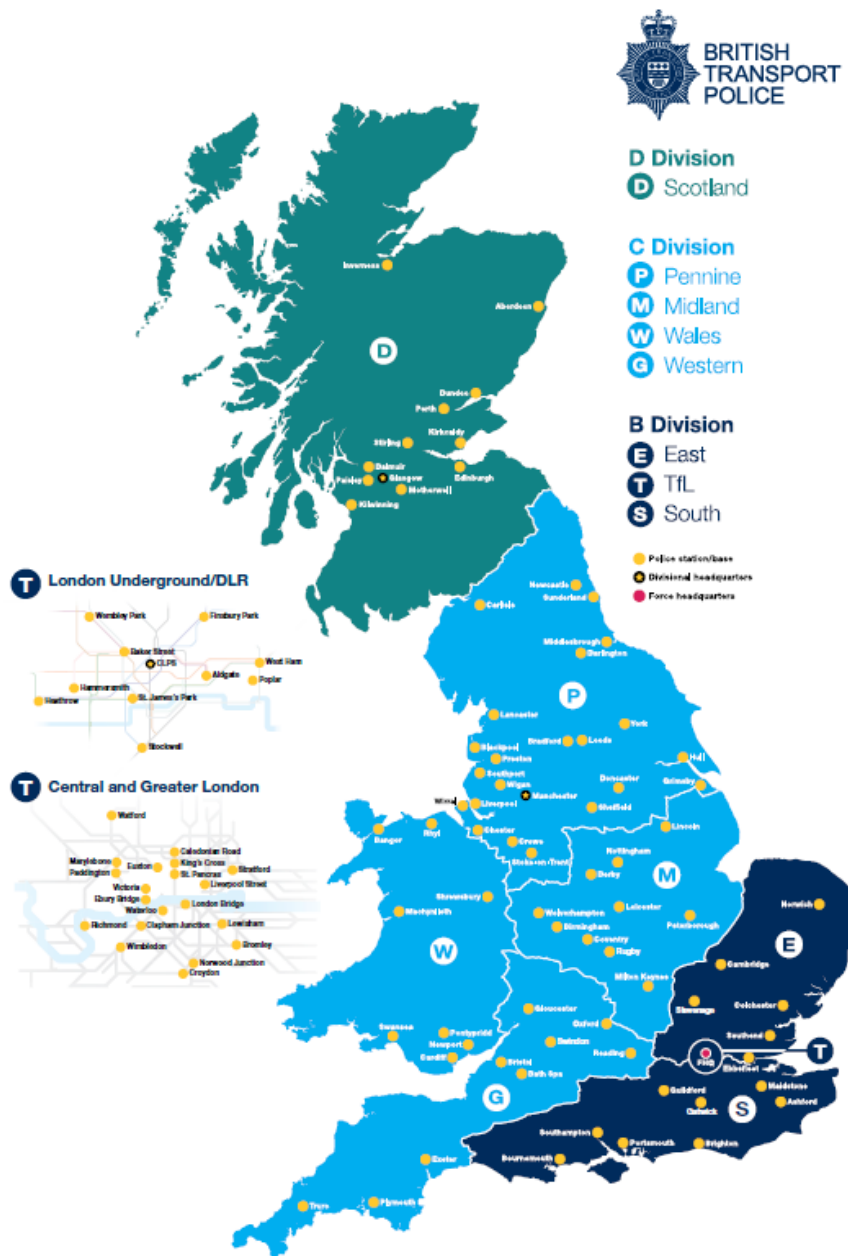 BRITISH
TRANSPORT
POLICE
D Division
D Scotland
C Division
P Pennine
M Midland
W Wales
G Western
B Division
E East
T TfL
S South
Police station/base
Divisional headquarters
Force headquarters
Inverness
Aberdeen
D
Dundee
Perth
Stirling
Kirkcaldy
Dalmuir
Paisley
Glasgow
Edinburgh
Motherwell
Kilwinning
T London Underground/DLR
Wembley Park
Finsbury Park
Baker Street
CLPS
West Ham
Aldgate
Poplar
Hammersmith
Heathrow
St. James's Park
Stockwell
T Central and Greater London
Watford
Caledonian Road
Marylebone
King's Cross
Paddington
Euston
St. Pancras
Stratford
Victoria
Liverpool Street
Ebury Bridge
Waterloo
London Bridge
Richmond
Clapham Junction
Lewisham
Wimbledon
Bromley
Norwood Junction
Croydon
Newcastle
Sunderland
Carlisle
Middlesbrough
Darlington
P
Lancaster
York
Bradford
Leeds
Blackpool
Preston
Hull
Southport
Wigan
Doncaster
Grimsby
Wirral
Liverpool
Manchester
Sheffield
Bangor
Rhyl
Chester
Crewe
Lincoln
Stoke-on-Trent
Nottingham
Derby
M
Shrewsbury
Machynlleth
Wolverhampton
Leicester
Birmingham
Peterborough
Coventry
Rugby
Norwich
W
E
Cambridge
Milton Keynes
Stevenage
Colchester
Gloucester
Oxford
Swansea
Pontypridd
Newport
Cardiff
Swindon
Southend
Reading
FHQ
T
Ebbsfleet
Bristol
Bath Spa
Maidstone
Guildford
Gatwick
Ashford
G
S
Southampton
Portsmouth
Brighton
Bournemouth
Exeter
Truro
Plymouth